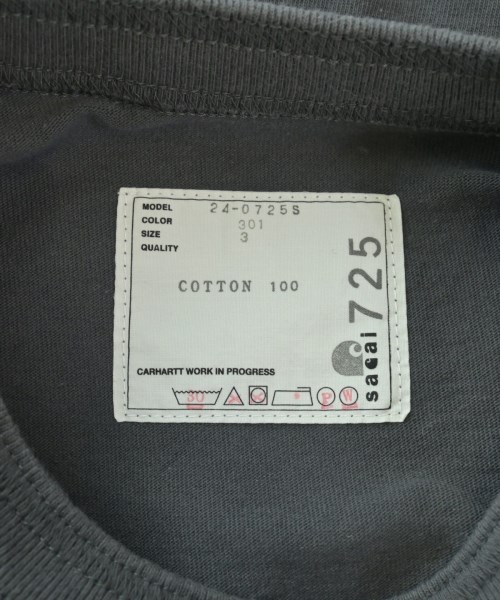 MODEL 24-0725S
COLOR 301
SIZE 3
QUALITY
COTTON 100
CARHARTT WORK IN PROGRESS
30 P W
sacai 725